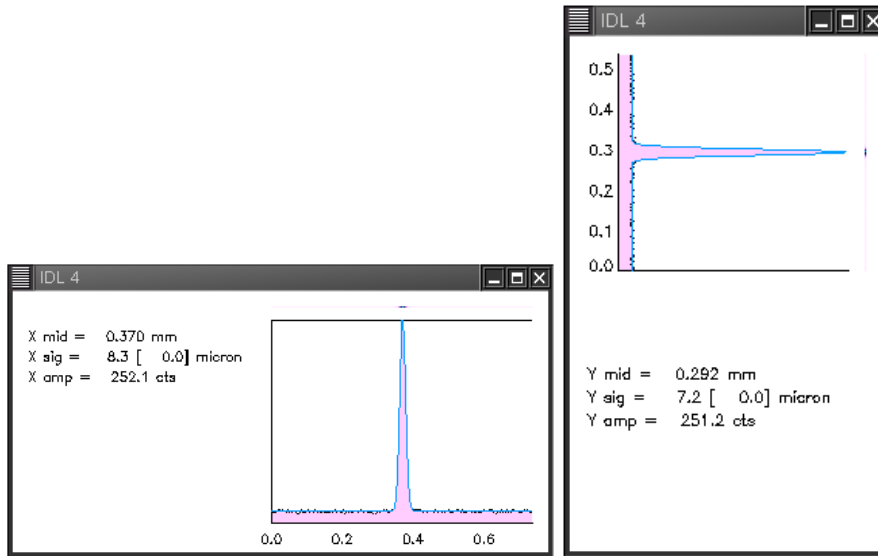 IDL 4
X mid = 0.370 mm
X sig = 8.3 [ 0.0] micron
X amp = 252.1 cts
0.0 0.2 0.4 0.6
IDL 4
0.5
0.4
0.3
0.2
0.1
0.0
Y mid = 0.292 mm
Y sig = 7.2 [ 0.0] micron
Y amp = 251.2 cts